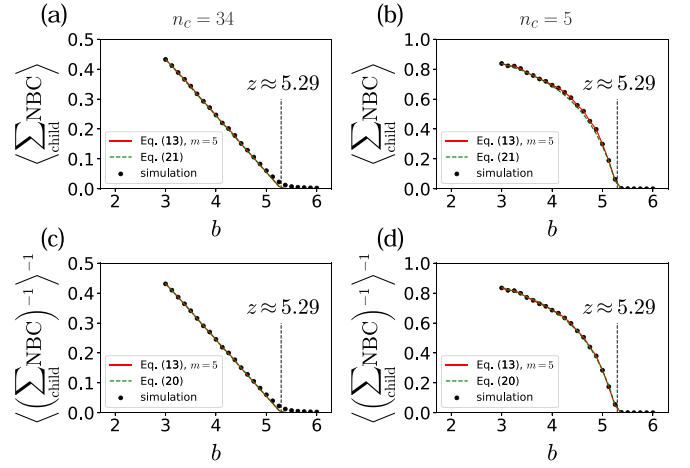 (a) n_c = 34
(b) n_c = 5
⟨∑_child NBC⟩
0.5
0.4
0.3
0.2
0.1
0.0
z ≈ 5.29
Eq. (13), m = 5
Eq. (21)
simulation
2 3 4 5 6
b
⟨∑_child NBC⟩
1.0
0.8
0.6
0.4
0.2
0.0
z ≈ 5.29
Eq. (13), m = 5
Eq. (21)
simulation
2 3 4 5 6
b
(c)
⟨(∑_child NBC)^−1⟩^−1
0.5
0.4
0.3
0.2
0.1
0.0
z ≈ 5.29
Eq. (13), m = 5
Eq. (20)
simulation
2 3 4 5 6
b
(d)
⟨(∑_child NBC)^−1⟩^−1
1.0
0.8
0.6
0.4
0.2
0.0
z ≈ 5.29
Eq. (13), m = 5
Eq. (20)
simulation
2 3 4 5 6
b